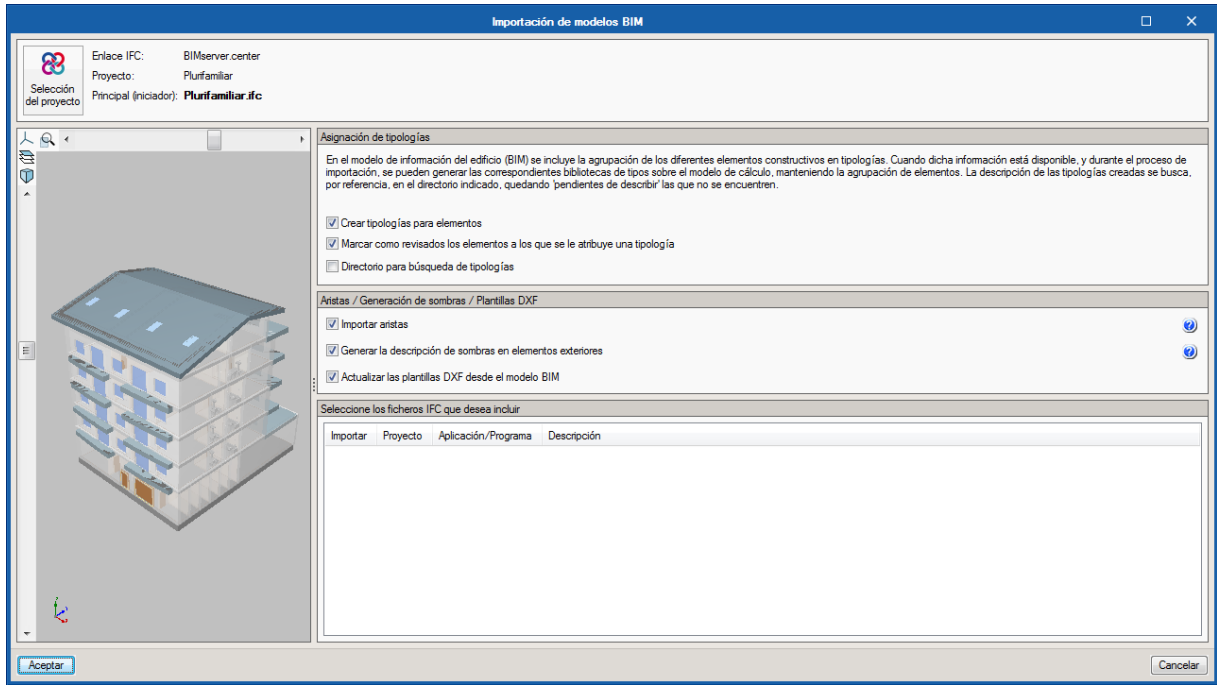 Importación de modelos BIM
Selección
del proyecto
Enlace IFC: BIMserver.center
Proyecto: Plurifamiliar
Principal (iniciador): Plurifamiliar.ifc
Asignación de tipologías
En el modelo de información del edificio (BIM) se incluye la agrupación de los diferentes elementos constructivos en tipologías. Cuando dicha información está disponible, y durante el proceso de
importación, se pueden generar las correspondientes bibliotecas de tipos sobre el modelo de cálculo, manteniendo la agrupación de elementos. La descripción de las tipologías creadas se busca,
por referencia, en el directorio indicado, quedando 'pendientes de describir' las que no se encuentren.
Crear tipologías para elementos
Marcar como revisados los elementos a los que se le atribuye una tipología
Directorio para búsqueda de tipologías
Aristas / Generación de sombras / Plantillas DXF
Importar aristas
Generar la descripción de sombras en elementos exteriores
Actualizar las plantillas DXF desde el modelo BIM
Seleccione los ficheros IFC que desea incluir
Importar Proyecto Aplicación/Programa Descripción
Aceptar
Cancelar